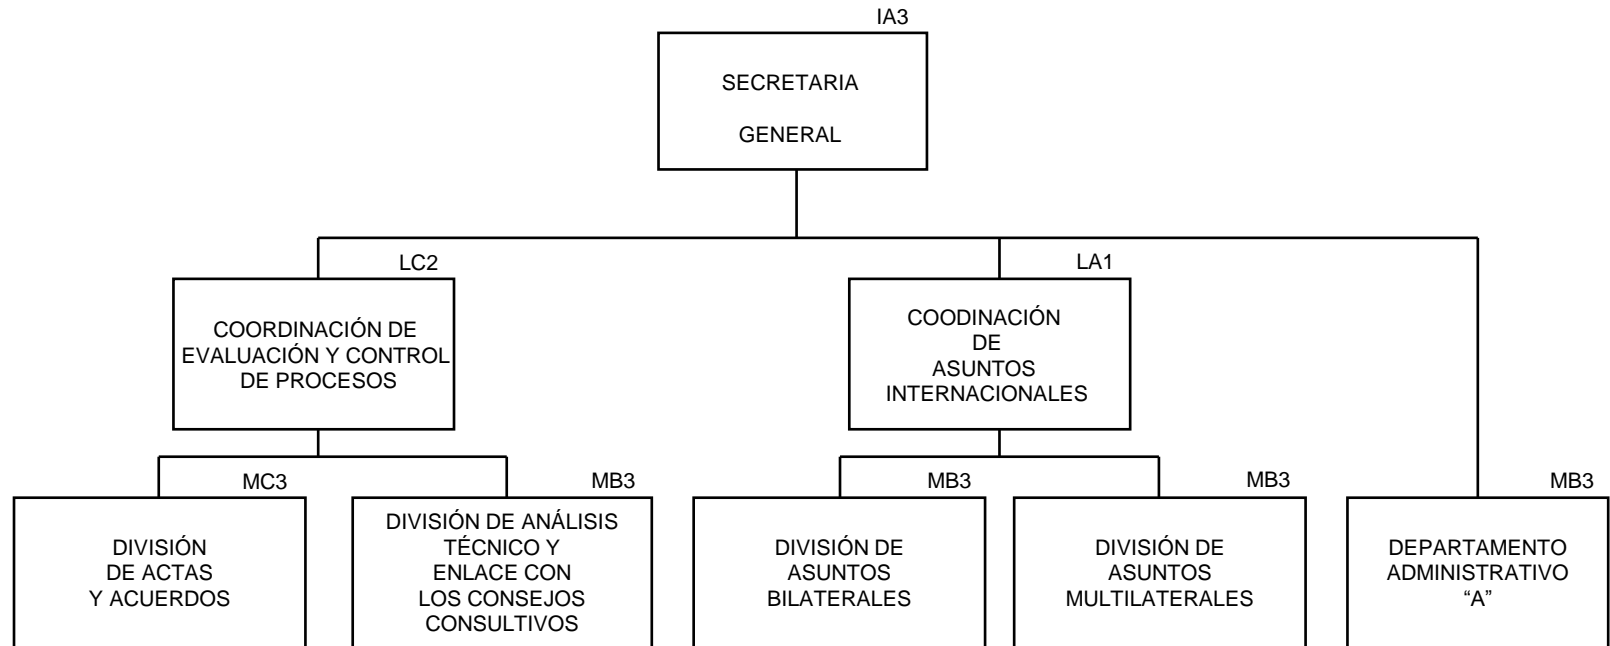 IA3
SECRETARIA
GENERAL
LC2
COORDINACIÓN DE
EVALUACIÓN Y CONTROL
DE PROCESOS
LA1
COODINACIÓN
DE
ASUNTOS
INTERNACIONALES
MC3
DIVISIÓN
DE ACTAS
Y ACUERDOS
MB3
DIVISIÓN DE ANÁLISIS
TÉCNICO Y
ENLACE CON
LOS CONSEJOS
CONSULTIVOS
MB3
DIVISIÓN DE
ASUNTOS
BILATERALES
MB3
DIVISIÓN DE
ASUNTOS
MULTILATERALES
MB3
DEPARTAMENTO
ADMINISTRATIVO
“A”